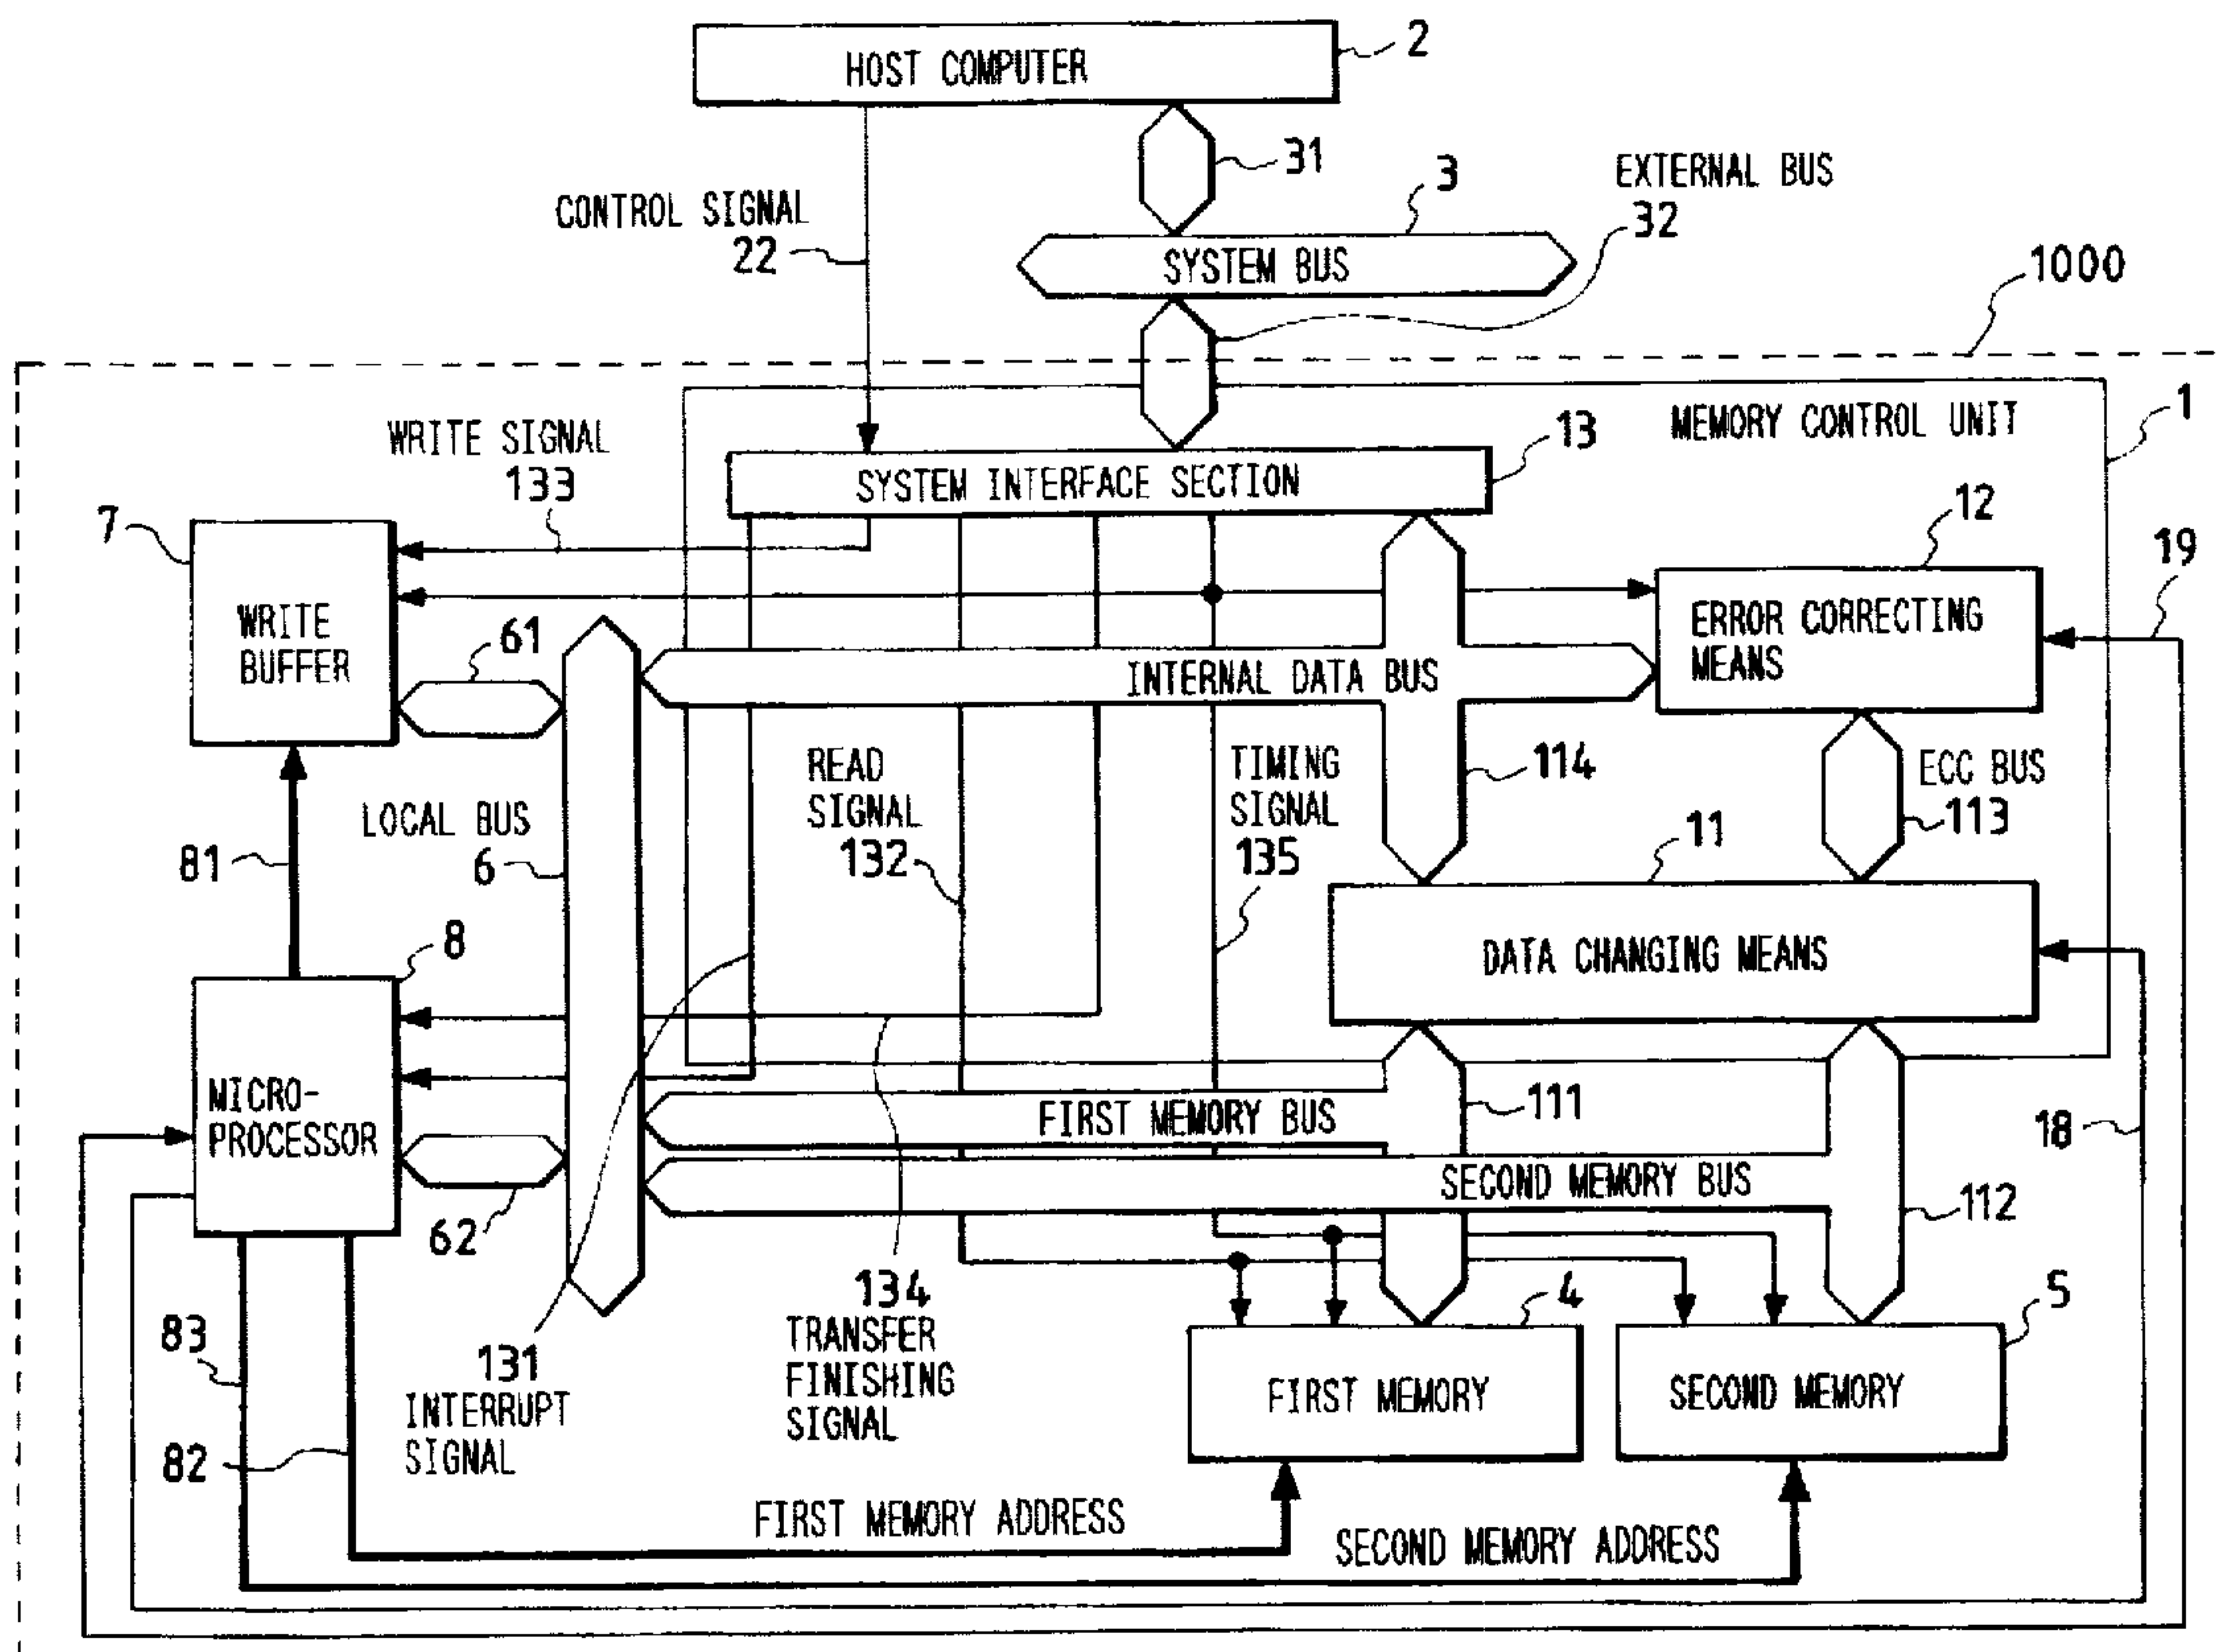 HOST COMPUTER
2
31
3
EXTERNAL BUS
32
CONTROL SIGNAL
22
SYSTEM BUS
1000
MEMORY CONTROL UNIT
1
WRITE SIGNAL
133
13
SYSTEM INTERFACE SECTION
7
12
19
WRITE
BUFFER
61
ERROR CORRECTING
MEANS
INTERNAL DATA BUS
READ
SIGNAL
132
TIMING
SIGNAL
135
114
ECC BUS
113
LOCAL BUS
6
81
11
8
DATA CHANGING MEANS
MICRO-
PROCESSOR
FIRST MEMORY BUS
111
18
SECOND MEMORY BUS
112
62
134
TRANSFER
FINISHING
SIGNAL
4
5
83
131
INTERRUPT
SIGNAL
FIRST MEMORY
SECOND MEMORY
82
FIRST MEMORY ADDRESS
SECOND MEMORY ADDRESS